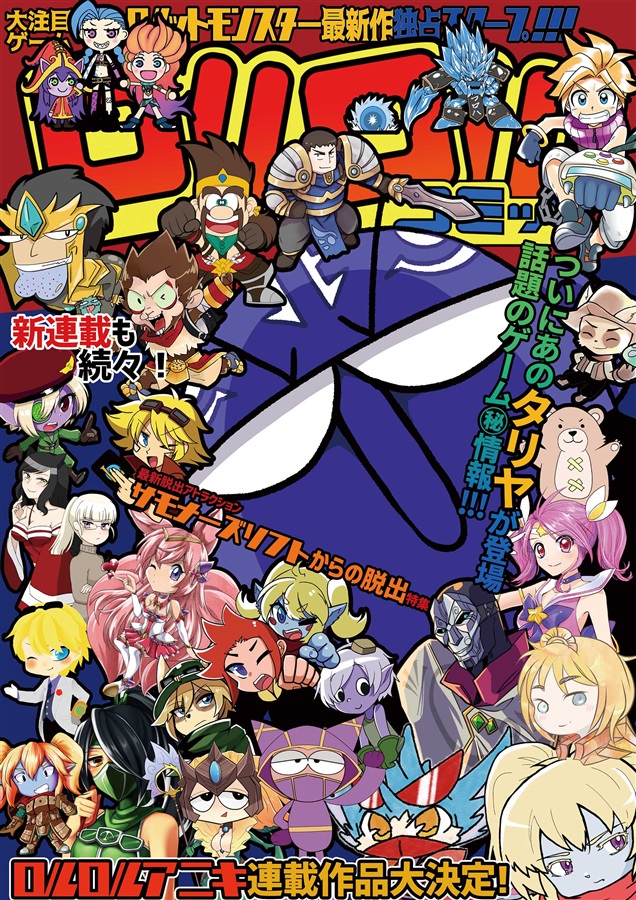 大注目
ゲーム
ロケットモンスター最新作独占スクープ!!!
コミッ
ついにあのタリヤが登場
話題のゲーム㊙情報!!!
新連載も
続々!
最新脱出アトラクション
サモナーズリフトからの脱出特集
ロルロルアニキ連載作品大決定!